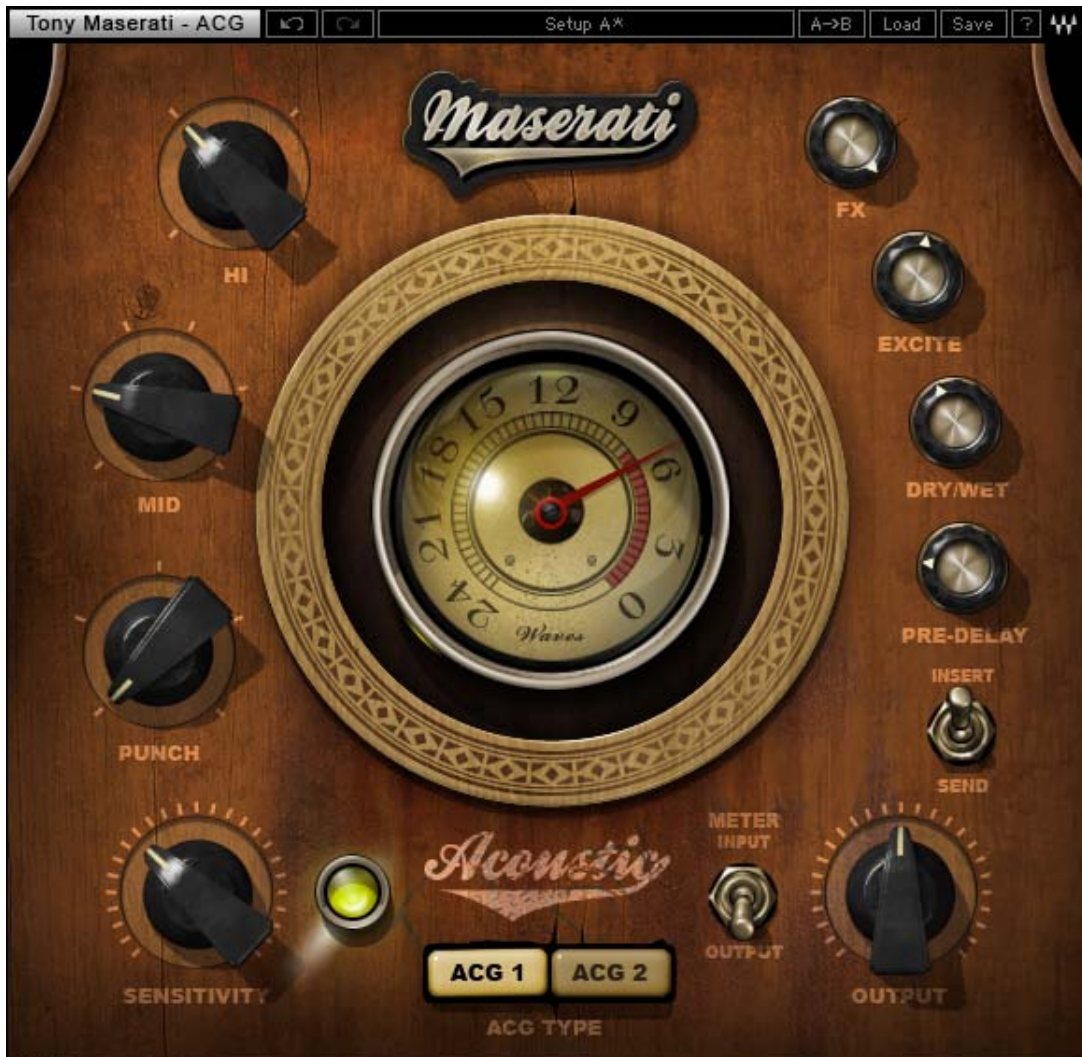 Tony Maserati - ACG
Setup A*
A→B
Load
Save
?
Maserati
HI
FX
EXCITE
MID
DRY/WET
PUNCH
PRE-DELAY
INSERT
SEND
24
21
18
15
12
9
6
3
0
Waves
Acoustic
METER
INPUT
OUTPUT
ACG 1
ACG 2
ACG TYPE
SENSITIVITY
OUTPUT